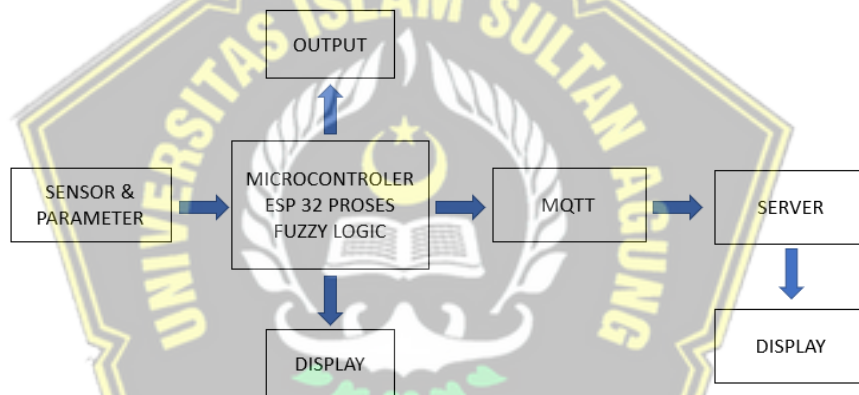 UNIVERSITAS ISLAM SULTAN AGUNG
OUTPUT
SENSOR &
PARAMETER
MICROCONTROLER
ESP 32 PROSES
FUZZY LOGIC
MQTT
SERVER
DISPLAY
DISPLAY